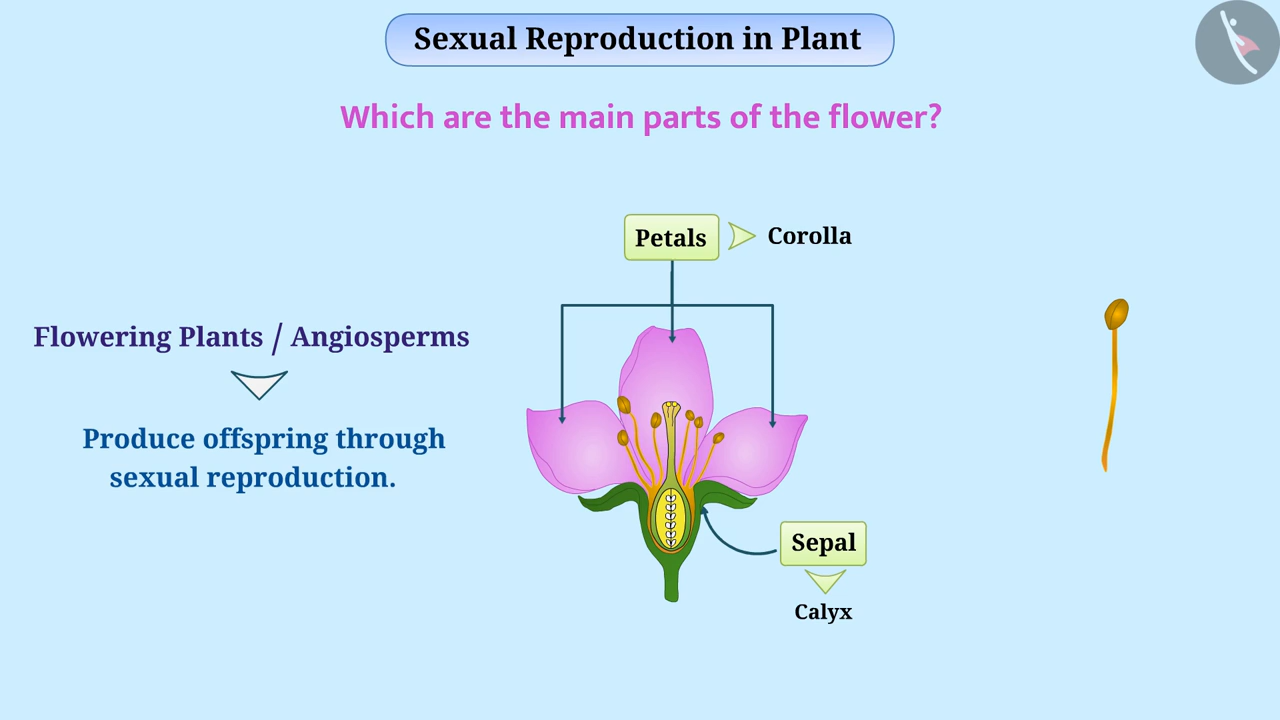 Sexual Reproduction in Plant
Which are the main parts of the flower?
Petals
Corolla
Flowering Plants / Angiosperms
Produce offspring through
sexual reproduction.
Sepal
Calyx